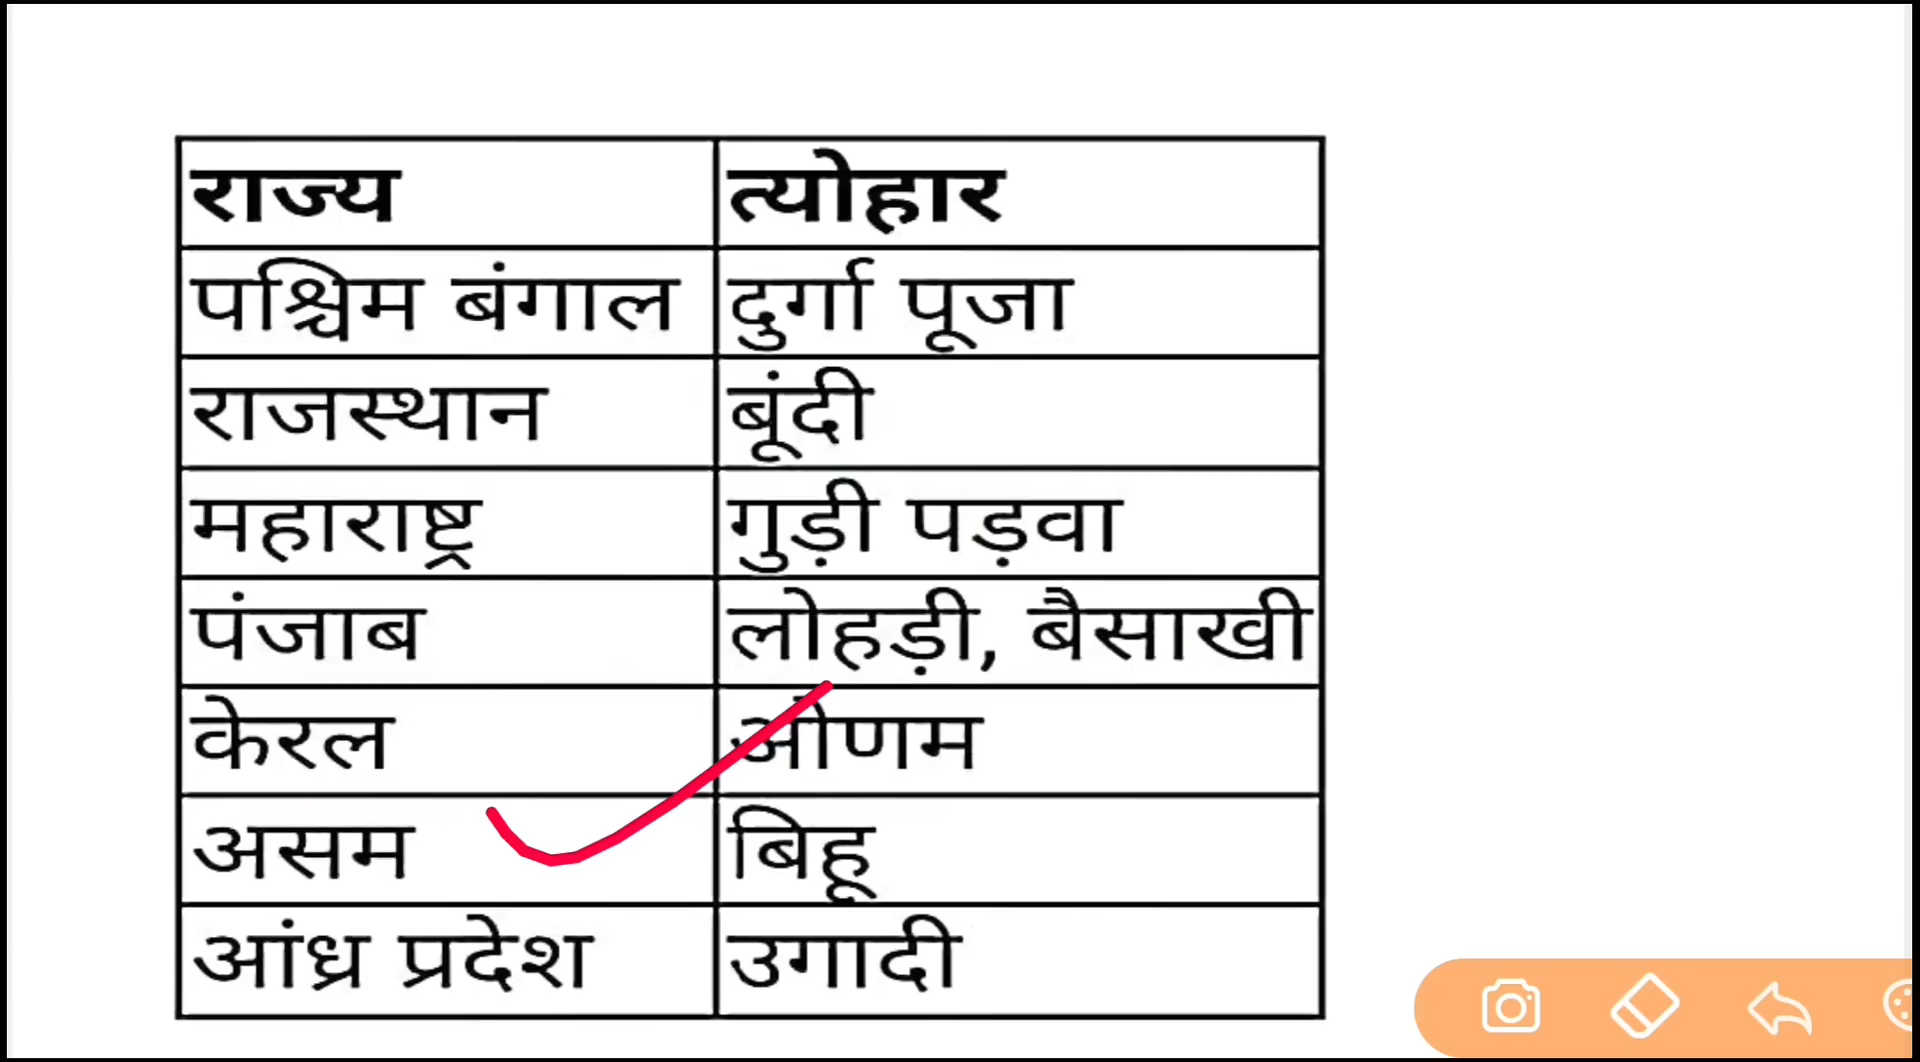 राज्य त्योहार
पश्चिम बंगाल दुर्गा पूजा
राजस्थान बूंदी
महाराष्ट्र गुड़ी पड़वा
पंजाब लोहड़ी, बैसाखी
केरल ओणम
असम बिहू
आंध्र प्रदेश उगादी